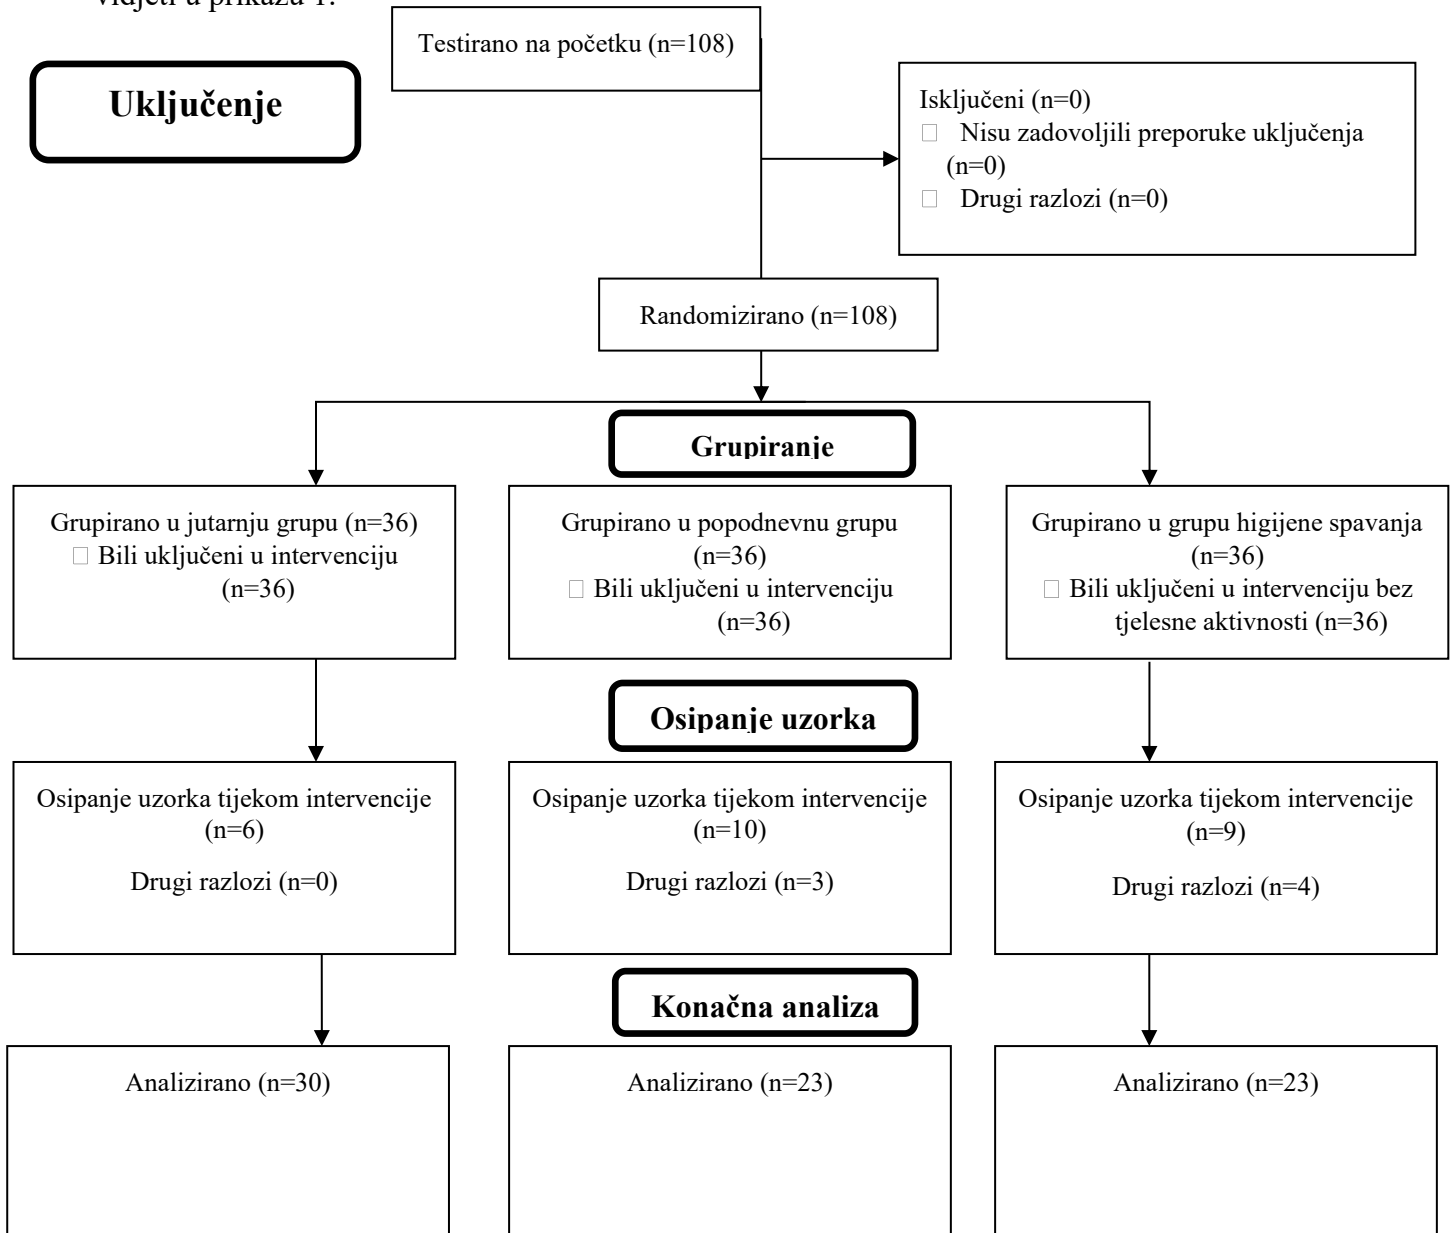 vidjeti u prikazu 1.
Testirano na početku (n=108)
Uključenje
Isključeni (n=0)
Nisu zadovoljili preporuke uključenja
(n=0)
Drugi razlozi (n=0)
Randomizirano (n=108)
Grupiranje
Grupirano u jutarnju grupu (n=36)
Bili uključeni u intervenciju
(n=36)
Grupirano u popodnevnu grupu
(n=36)
Bili uključeni u intervenciju
(n=36)
Grupirano u grupu higijene spavanja
(n=36)
Bili uključeni u intervenciju bez
tjelesne aktivnosti (n=36)
Osipanje uzorka
Osipanje uzorka tijekom intervencije
(n=6)
Drugi razlozi (n=0)
Osipanje uzorka tijekom intervencije
(n=10)
Drugi razlozi (n=3)
Osipanje uzorka tijekom intervencije
(n=9)
Drugi razlozi (n=4)
Konačna analiza
Analizirano (n=30)
Analizirano (n=23)
Analizirano (n=23)